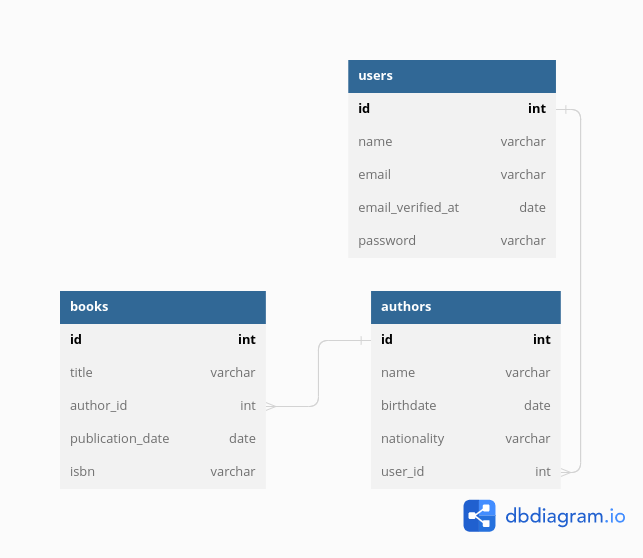 users
id int
name varchar
email varchar
email_verified_at date
password varchar
books
id int
title varchar
author_id int
publication_date date
isbn varchar
authors
id int
name varchar
birthdate date
nationality varchar
user_id int
dbdiagram.io